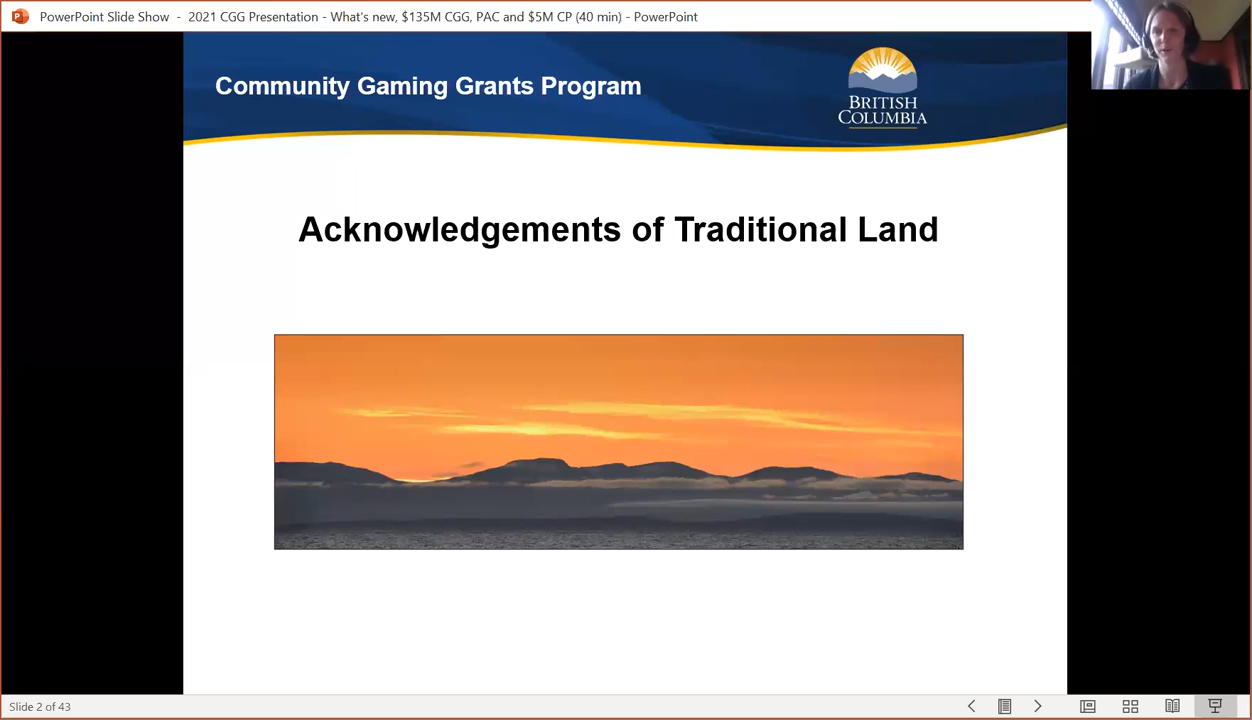 PowerPoint Slide Show - 2021 CGG Presentation - What's new, $135M CGG, PAC and $5M CP (40 min) - PowerPoint
Community Gaming Grants Program
BRITISH
COLUMBIA
Acknowledgements of Traditional Land
Slide 2 of 43